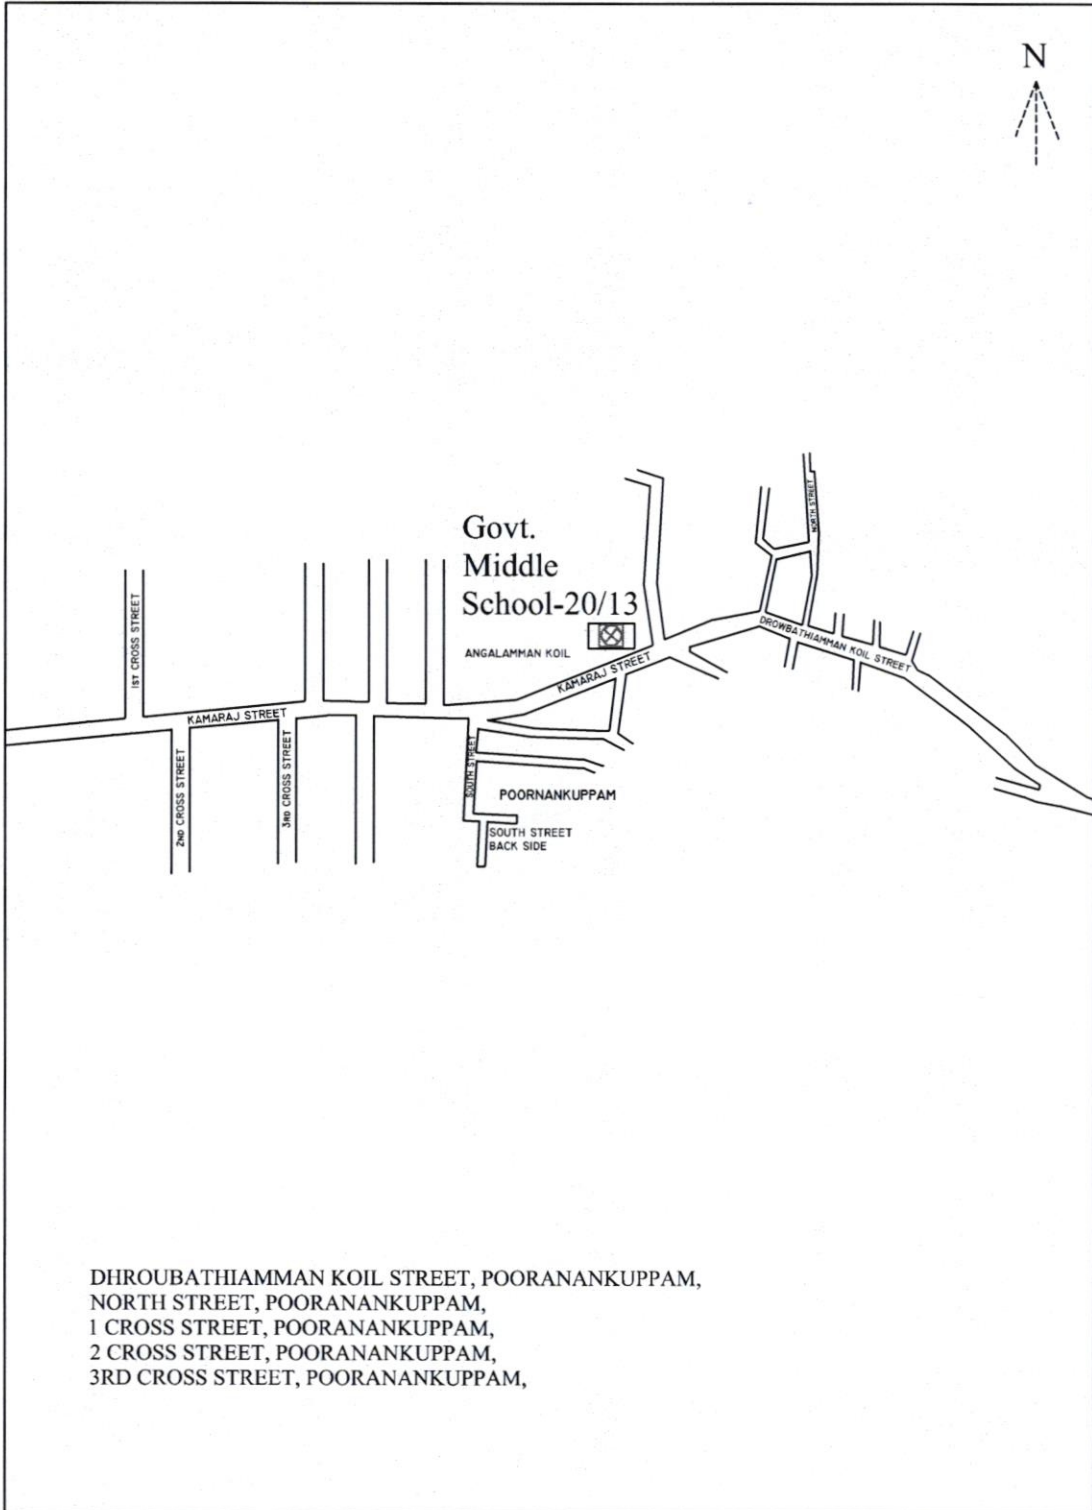 N
NORTH STREET
Govt.
Middle
School-20/13
1ST CROSS STREET
ANGALAMMAN KOIL
DROWBATHIAMMAN KOIL STREET
KAMARAJ STREET
KAMARAJ STREET
2ND CROSS STREET
3RD CROSS STREET
SOUTH STREET
POORNANKUPPAM
SOUTH STREET
BACK SIDE
DHROUBATHIAMMAN KOIL STREET, POORANANKUPPAM,
NORTH STREET, POORANANKUPPAM,
1 CROSS STREET, POORANANKUPPAM,
2 CROSS STREET, POORANANKUPPAM,
3RD CROSS STREET, POORANANKUPPAM,